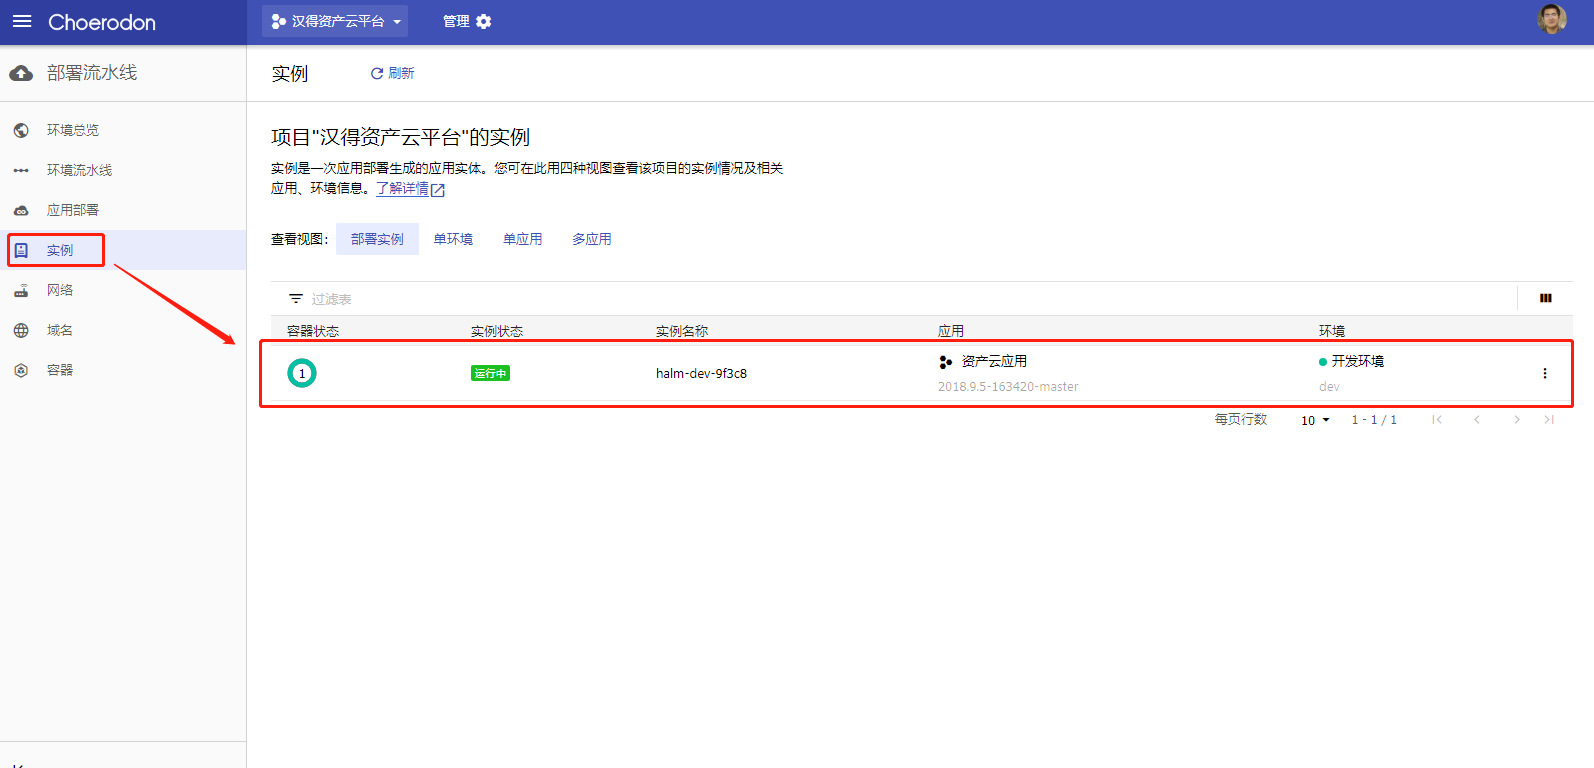 Choerodon
汉得资产云平台
管理
部署流水线
环境总览
环境流水线
应用部署
实例
网络
域名
容器
实例
刷新
项目"汉得资产云平台"的实例
实例是一次应用部署生成的应用实体。您可在此用四种视图查看该项目的实例情况及相关
应用、环境信息。了解详情
查看视图: 部署实例 单环境 单应用 多应用
过滤表
容器状态 实例状态 实例名称 应用 环境
1 运行中 halm-dev-9f3c8 资产云应用 开发环境
2018.9.5-163420-master dev
每页行数 10 1 - 1 / 1